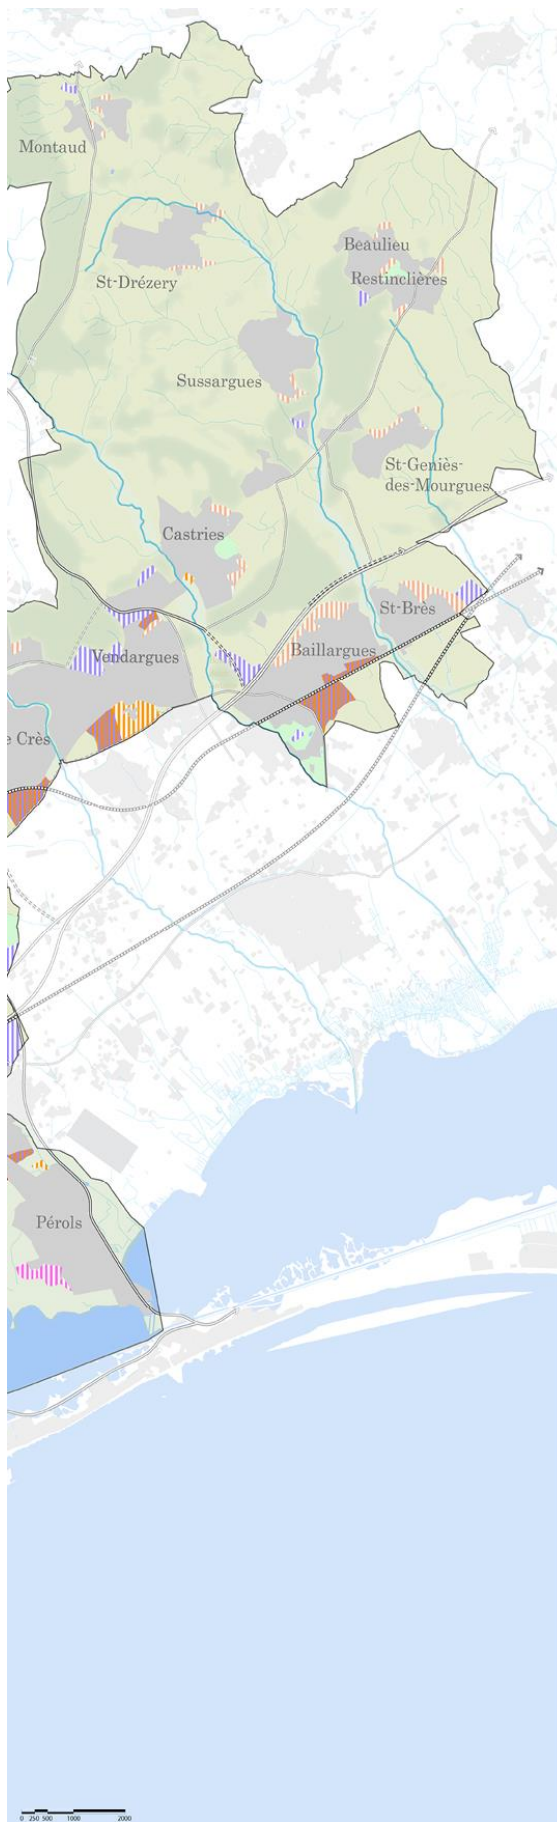 Montaud
Beaulieu
St-Drézery
Restinclières
Sussargues
St-Geniès-
des-Mourgues
Castries
St-Brès
Vendargues
Baillargues
e Crès
Pérols
0 250 500 1000 2000